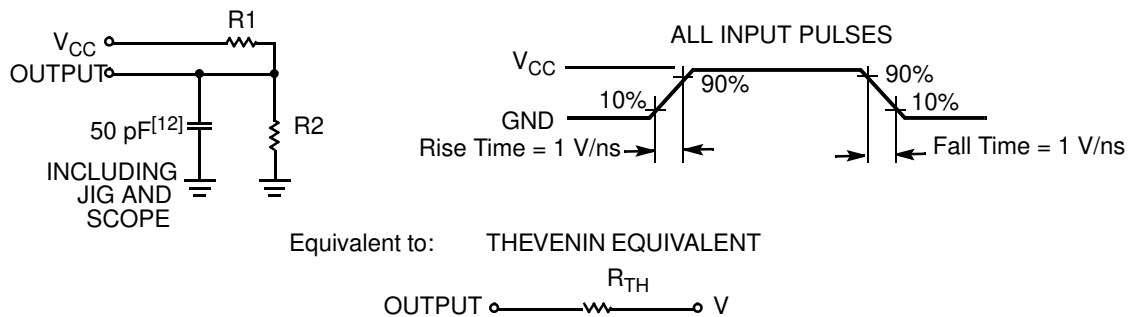 R1
V_CC
OUTPUT
50 pF[12]
R2
INCLUDING
JIG AND
SCOPE
ALL INPUT PULSES
V_CC
90%
90%
10%
10%
GND
Rise Time = 1 V/ns
Fall Time = 1 V/ns
Equivalent to: THEVENIN EQUIVALENT
R_TH
OUTPUT V